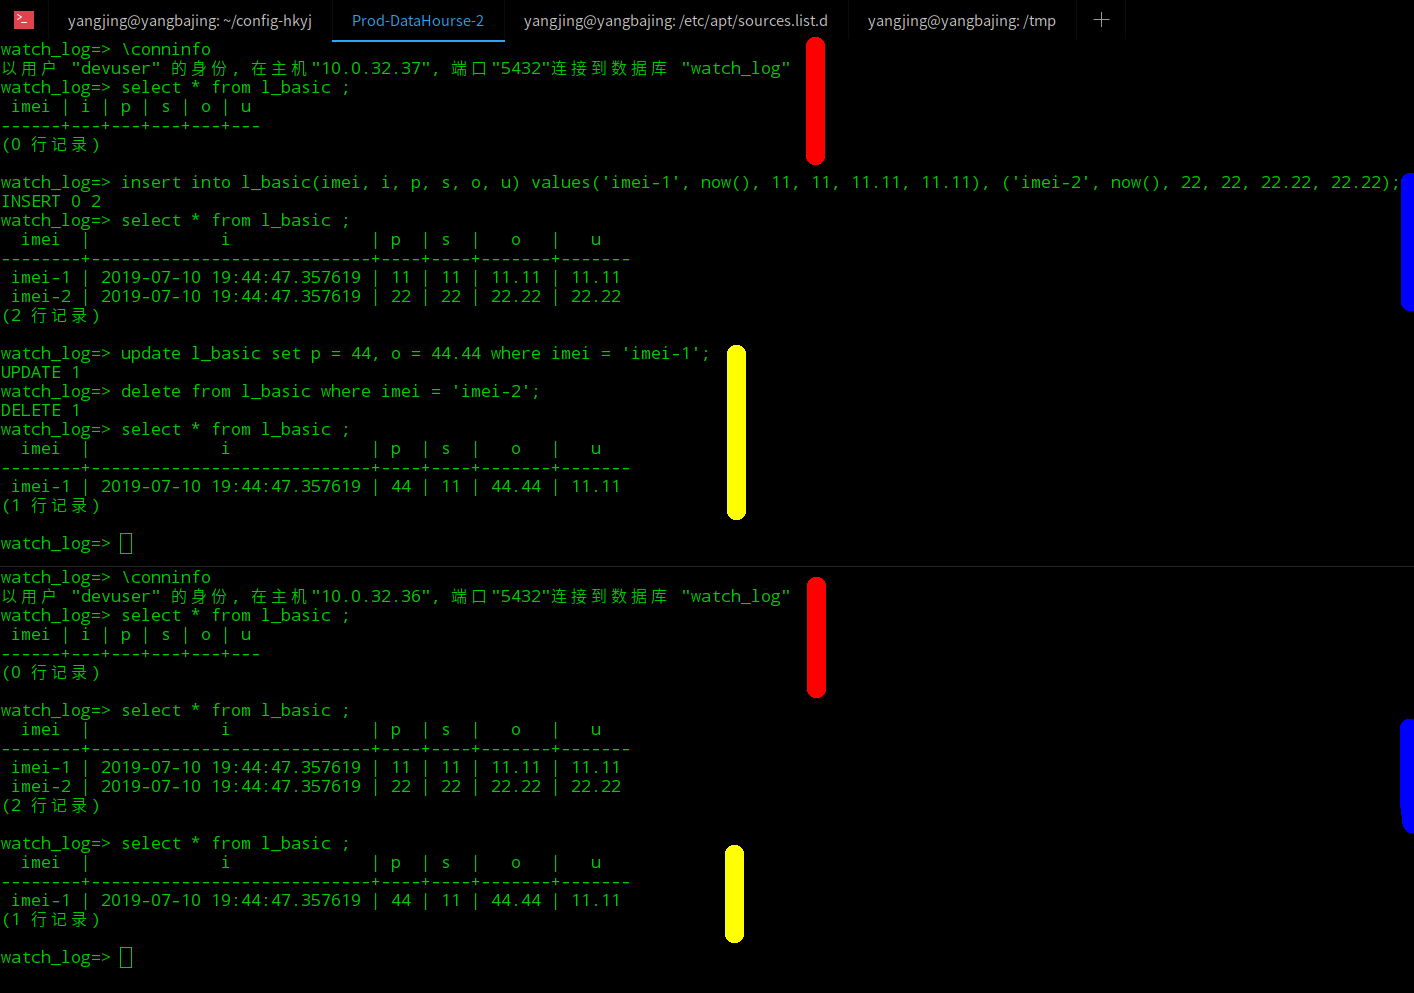 yangjing@yangbajing: ~/config-hkyj
Prod-DataHourse-2
yangjing@yangbajing: /etc/apt/sources.list.d
yangjing@yangbajing: /tmp
watch_log=> \conninfo
以用户 "devuser" 的身份, 在主机"10.0.32.37", 端口"5432"连接到数据库 "watch_log"
watch_log=> select * from l_basic ;
 imei | i | p | s | o | u
------+---+---+---+---+---
(0 行记录)
watch_log=> insert into l_basic(imei, i, p, s, o, u) values('imei-1', now(), 11, 11, 11.11, 11.11), ('imei-2', now(), 22, 22, 22.22, 22.22);
INSERT 0 2
watch_log=> select * from l_basic ;
  imei  |             i              | p  | s  |   o   |   u
--------+----------------------------+----+----+-------+-------
 imei-1 | 2019-07-10 19:44:47.357619 | 11 | 11 | 11.11 | 11.11
 imei-2 | 2019-07-10 19:44:47.357619 | 22 | 22 | 22.22 | 22.22
(2 行记录)
watch_log=> update l_basic set p = 44, o = 44.44 where imei = 'imei-1';
UPDATE 1
watch_log=> delete from l_basic where imei = 'imei-2';
DELETE 1
watch_log=> select * from l_basic ;
  imei  |             i              | p  | s  |   o   |   u
--------+----------------------------+----+----+-------+-------
 imei-1 | 2019-07-10 19:44:47.357619 | 44 | 11 | 44.44 | 11.11
(1 行记录)
watch_log=>
watch_log=> \conninfo
以用户 "devuser" 的身份, 在主机"10.0.32.36", 端口"5432"连接到数据库 "watch_log"
watch_log=> select * from l_basic ;
 imei | i | p | s | o | u
------+---+---+---+---+---
(0 行记录)
watch_log=> select * from l_basic ;
  imei  |             i              | p  | s  |   o   |   u
--------+----------------------------+----+----+-------+-------
 imei-1 | 2019-07-10 19:44:47.357619 | 11 | 11 | 11.11 | 11.11
 imei-2 | 2019-07-10 19:44:47.357619 | 22 | 22 | 22.22 | 22.22
(2 行记录)
watch_log=> select * from l_basic ;
  imei  |             i              | p  | s  |   o   |   u
--------+----------------------------+----+----+-------+-------
 imei-1 | 2019-07-10 19:44:47.357619 | 44 | 11 | 44.44 | 11.11
(1 行记录)
watch_log=>